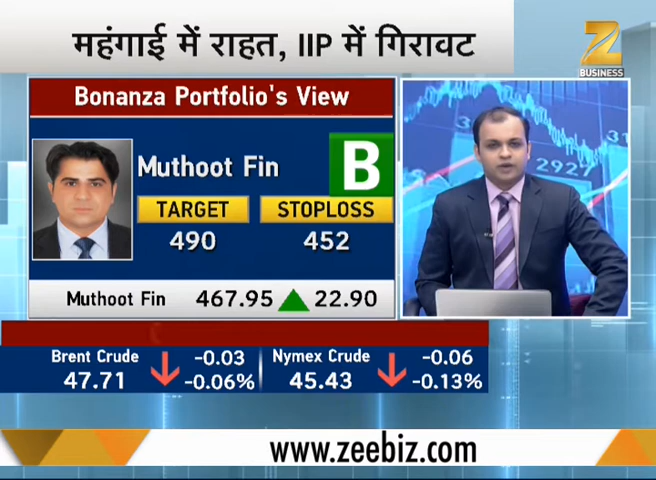 महंगाई में राहत, IIP में गिरावट
Z
BUSINESS
Bonanza Portfolio's View
Muthoot Fin
B
TARGET STOPLOSS
490 452
Muthoot Fin 467.95 ▲ 22.90
2927
31
Brent Crude -0.03 Nymex Crude -0.06
47.71 -0.06% 45.43 -0.13%
www.zeebiz.com